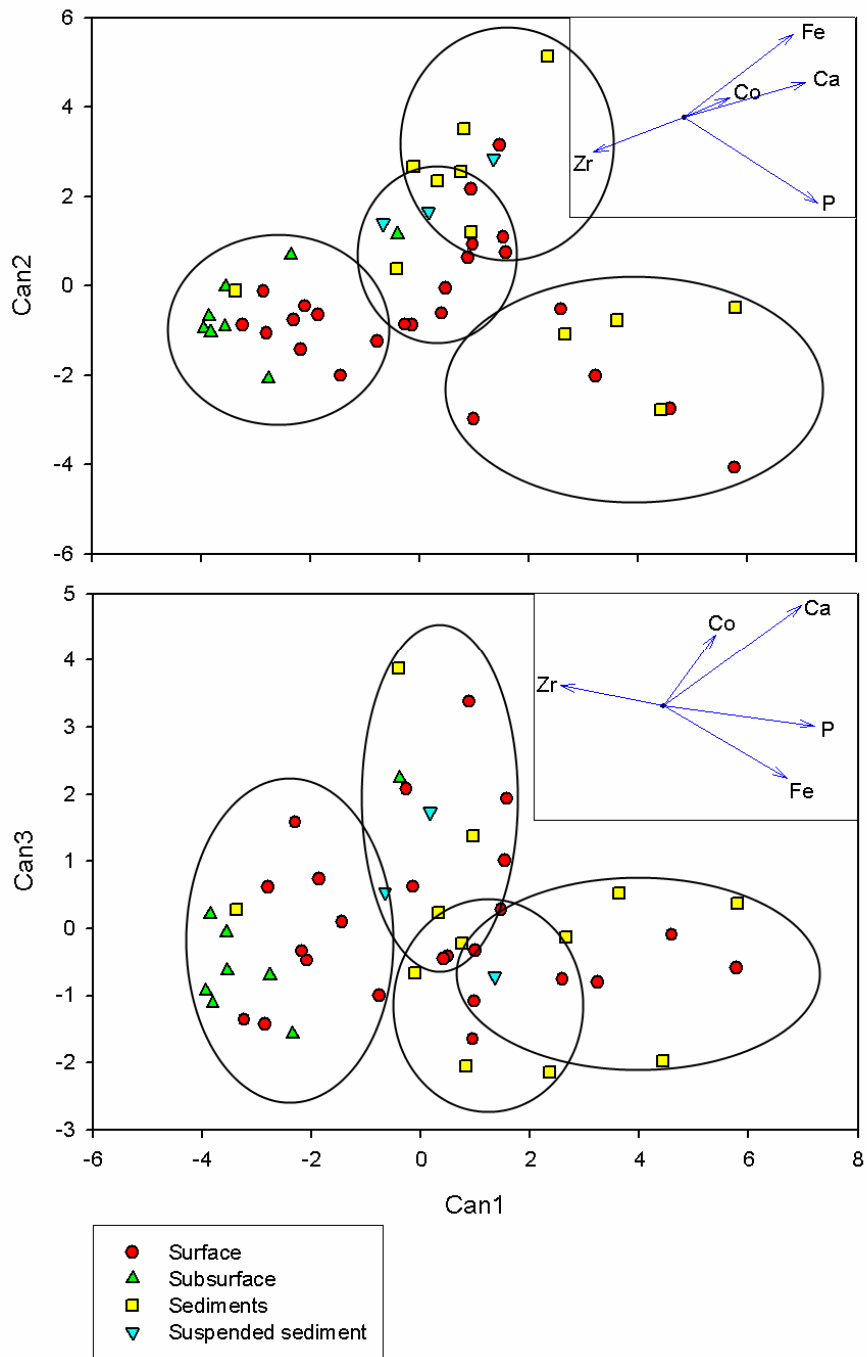 6
4
2
0
-2
-4
-6
Can2
Fe
Ca
Co
Zr
P
5
4
3
2
1
0
-1
-2
-3
Can3
Ca
Co
Zr
P
Fe
-6 -4 -2 0 2 4 6 8
Can1
Surface
Subsurface
Sediments
Suspended sediment